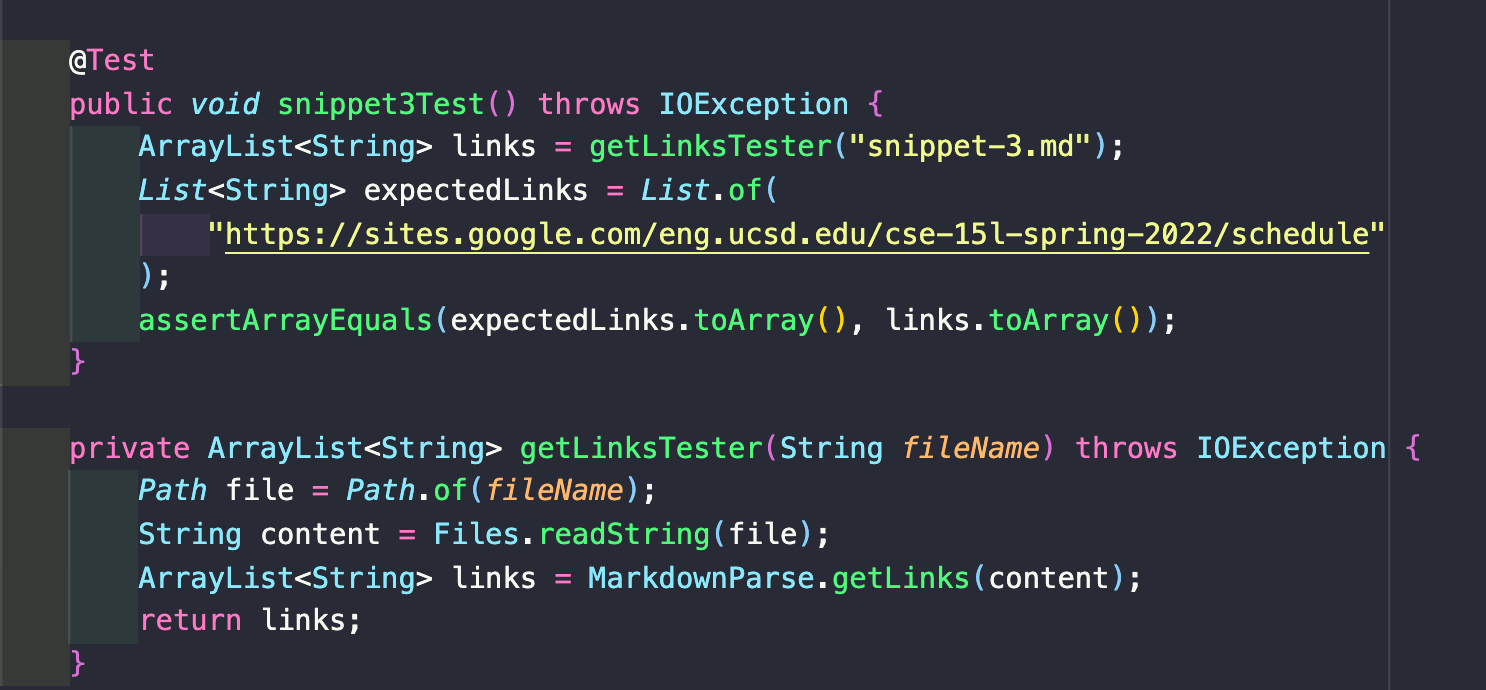 @Test
public void snippet3Test() throws IOException {
ArrayList<String> links = getLinksTester("snippet-3.md");
List<String> expectedLinks = List.of(
"https://sites.google.com/eng.ucsd.edu/cse-15l-spring-2022/schedule"
);
assertArrayEquals(expectedLinks.toArray(), links.toArray());
}
private ArrayList<String> getLinksTester(String fileName) throws IOException {
Path file = Path.of(fileName);
String content = Files.readString(file);
ArrayList<String> links = MarkdownParse.getLinks(content);
return links;
}